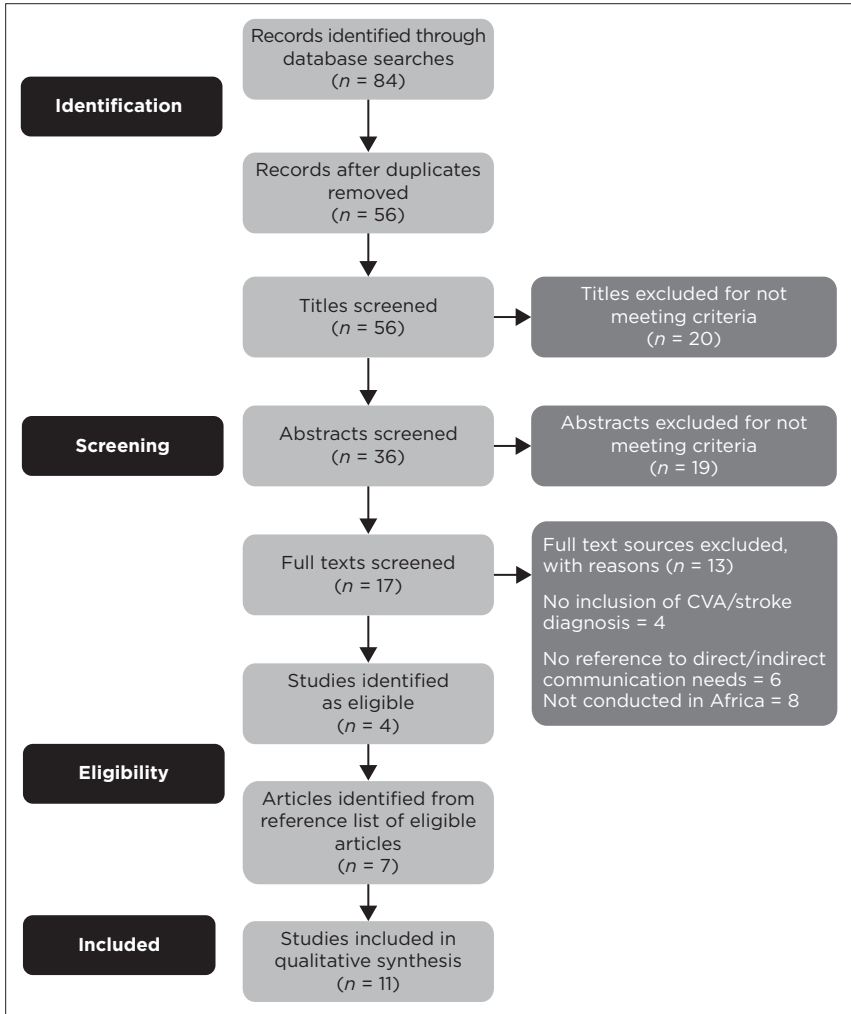 Records identified through
database searches
(n = 84)
Identification
Records after duplicates
removed
(n = 56)
Titles screened
(n = 56)
Titles excluded for not
meeting criteria
(n = 20)
Screening
Abstracts screened
(n = 36)
Abstracts excluded for not
meeting criteria
(n = 19)
Full texts screened
(n = 17)
Full text sources excluded,
with reasons (n = 13)
No inclusion of CVA/stroke
diagnosis = 4
No reference to direct/indirect
communication needs = 6
Not conducted in Africa = 8
Studies identified
as eligible
(n = 4)
Eligibility
Articles identified from
reference list of eligible
articles
(n = 7)
Included
Studies included in
qualitative synthesis
(n = 11)